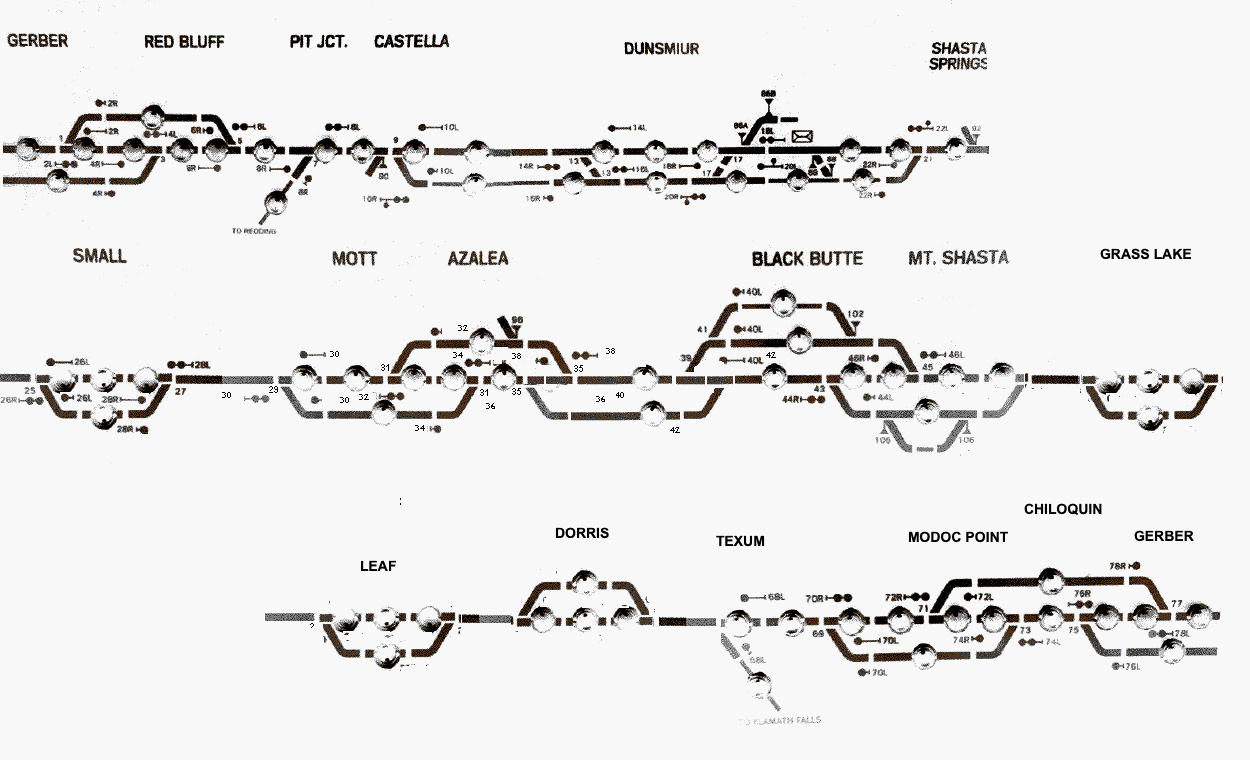 GERBER RED BLUFF PIT JCT. CASTELLA DUNSMUIR SHASTA
SPRINGS
86B
2R 86A
1 2R 4L 6R 6L 8L 10L 14L 18L 22L 92
5 9
2L 4R 3 6R 8R 14R 13 18R 17 20L 88 22R 21
4R 8R 90 10L 13 16L 17 88
10R 16R 20R 22R
TO REDDING
SMALL MOTT AZALEA BLACK BUTTE MT. SHASTA GRASS LAKE
40L
32 98 41 40L 102
26L 28L 30 31 34 38 38 39 40L 42 46R 46L
25 27 29 35 45
26R 26L 28R 30 30 32 31 35 36 40 44R 43 44L
28R 34 36 42 106 106
CHILOQUIN
DORRIS TEXUM MODOC POINT GERBER
LEAF
78R
68L 70R 72R 71 72L 76R 77
69 70L 74R 73 74L 75 78L
68L 70L 76L
TO KLAMATH FALLS